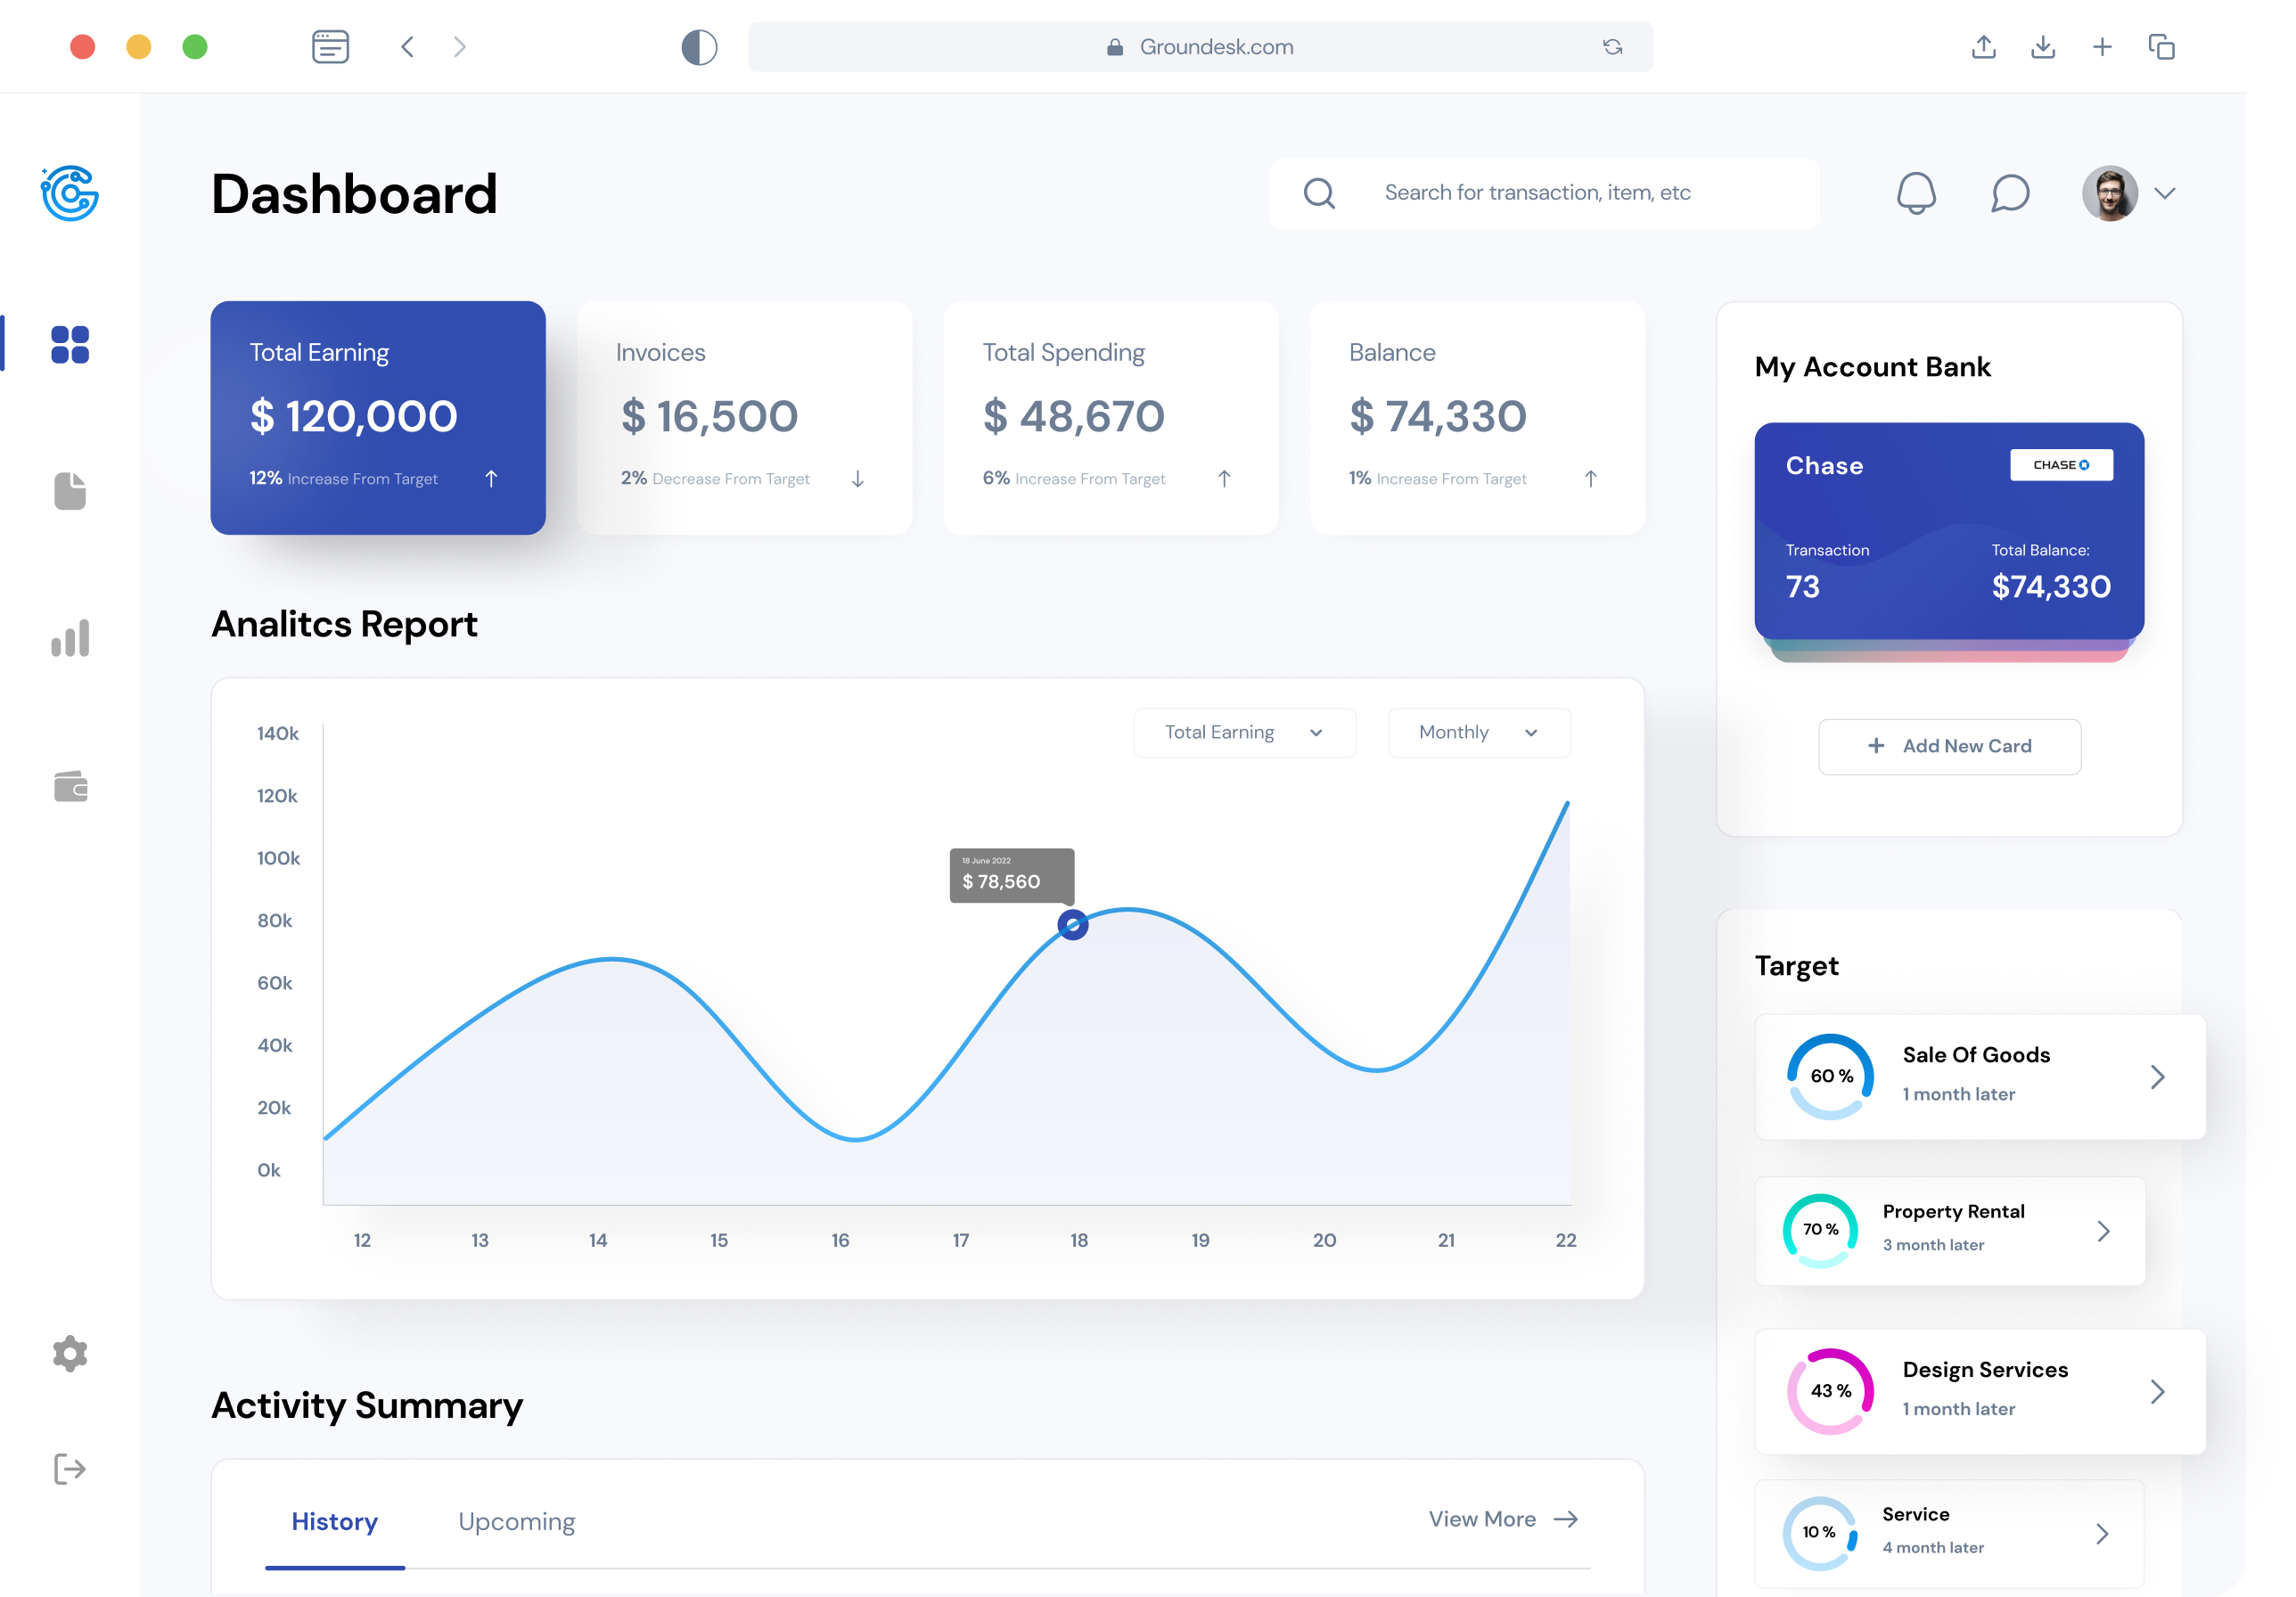 Groundesk.com
Dashboard
Search for transaction, item, etc
Total Earning
$ 120,000
12% Increase From Target
Invoices
$ 16,500
2% Decrease From Target
Total Spending
$ 48,670
6% Increase From Target
Balance
$ 74,330
1% Increase From Target
My Account Bank
Chase
CHASE
Transaction
73
Total Balance:
$74,330
Add New Card
Analitcs Report
Total Earning
Monthly
140k
120k
100k
80k
60k
40k
20k
0k
18 June 2022
$ 78,560
12 13 14 15 16 17 18 19 20 21 22
Target
60 %
Sale Of Goods
1 month later
70 %
Property Rental
3 month later
43 %
Design Services
1 month later
10 %
Service
4 month later
Activity Summary
History
Upcoming
View More